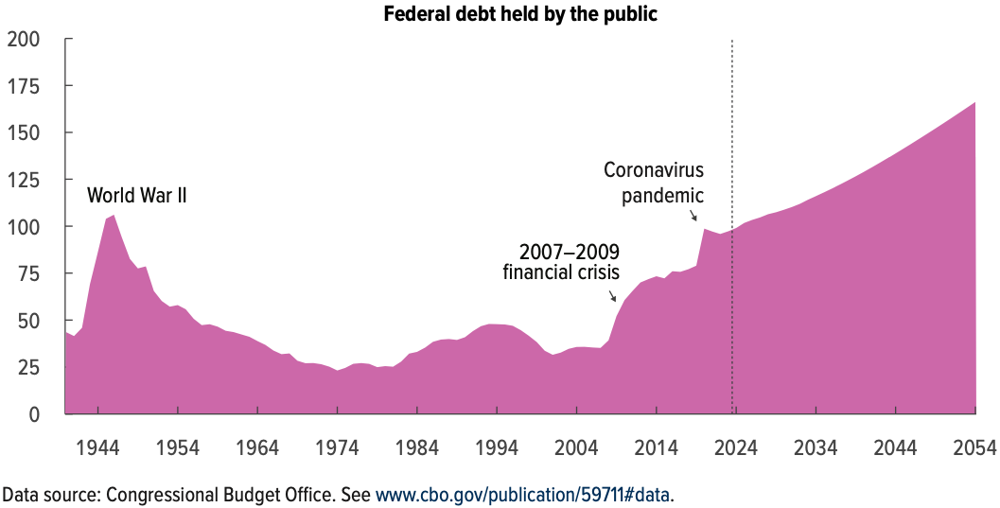 Federal debt held by the public
200
175
150
125
100
75
50
25
0
World War II
Coronavirus
pandemic
2007–2009
financial crisis
1944 1954 1964 1974 1984 1994 2004 2014 2024 2034 2044 2054
Data source: Congressional Budget Office. See www.cbo.gov/publication/59711#data.